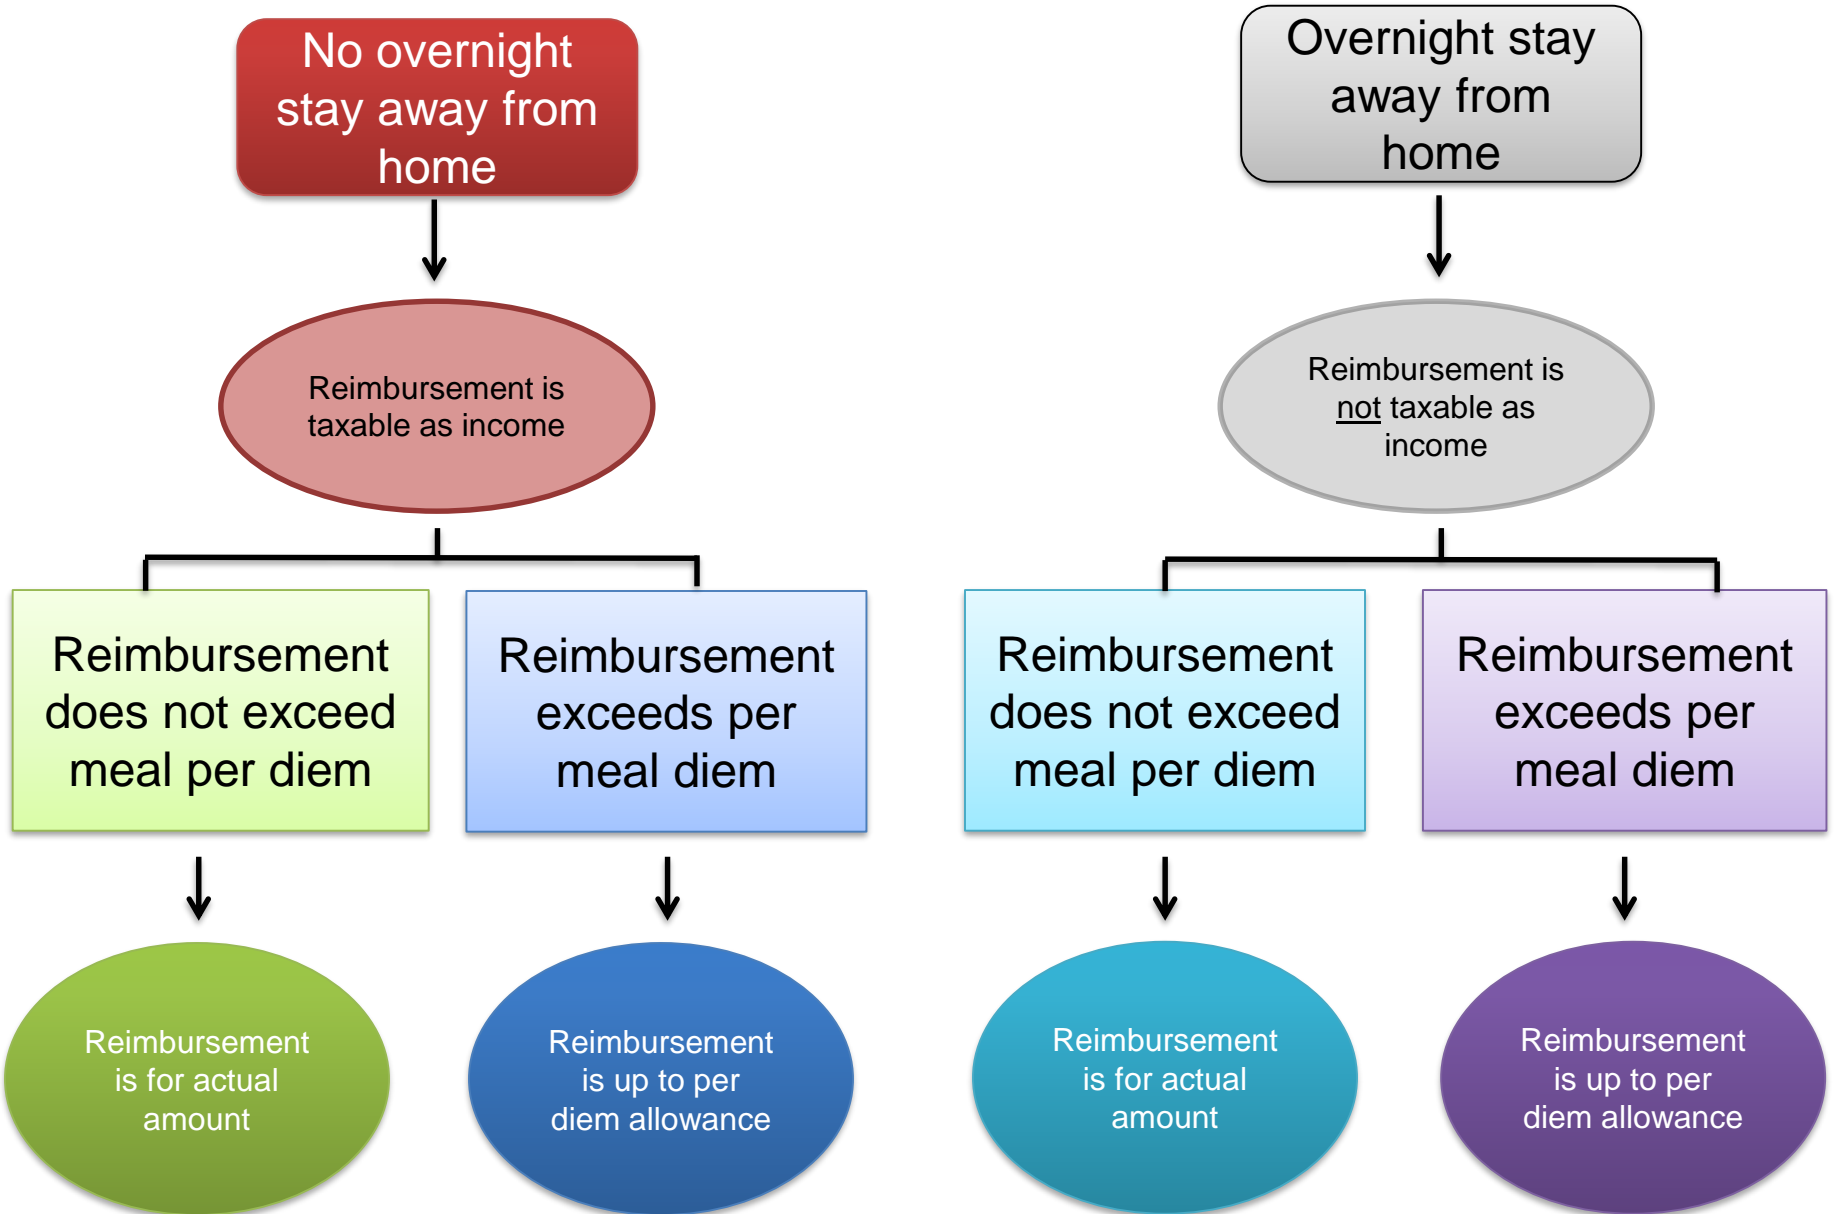 No overnight
stay away from
home
Overnight stay
away from
home
Reimbursement is
taxable as income
Reimbursement is
not taxable as
income
Reimbursement
does not exceed
meal per diem
Reimbursement
exceeds per
meal diem
Reimbursement
does not exceed
meal per diem
Reimbursement
exceeds per
meal diem
Reimbursement
is for actual
amount
Reimbursement
is up to per
diem allowance
Reimbursement
is for actual
amount
Reimbursement
is up to per
diem allowance